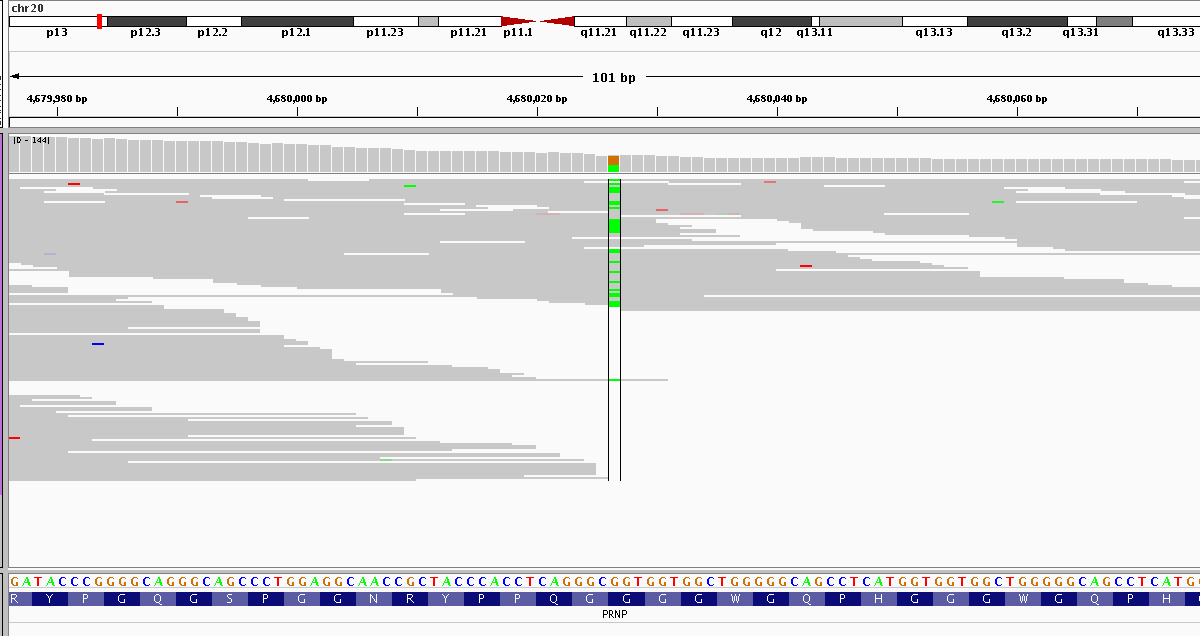 chr20
p13 p12.3 p12.2 p12.1 p11.23 p11.21 p11.1 q11.21 q11.22 q11.23 q12 q13.11 q13.13 q13.2 q13.31 q13.33
101 bp
4,679,980 bp 4,680,000 bp 4,680,020 bp 4,680,040 bp 4,680,060 bp
[0 - 144]
GATACCCGGGGCAGGGCAGCCCTGGAGGCAACCGCTACCCACCTCAGGGCGGTGGTGGCTGGGGGCAGCCTCATGGTGGTGGCTGGGGGCAGCCTCATG
R Y P G Q G S P G G N R Y P P Q G G G G W G Q P H G G G W G Q P H
PRNP